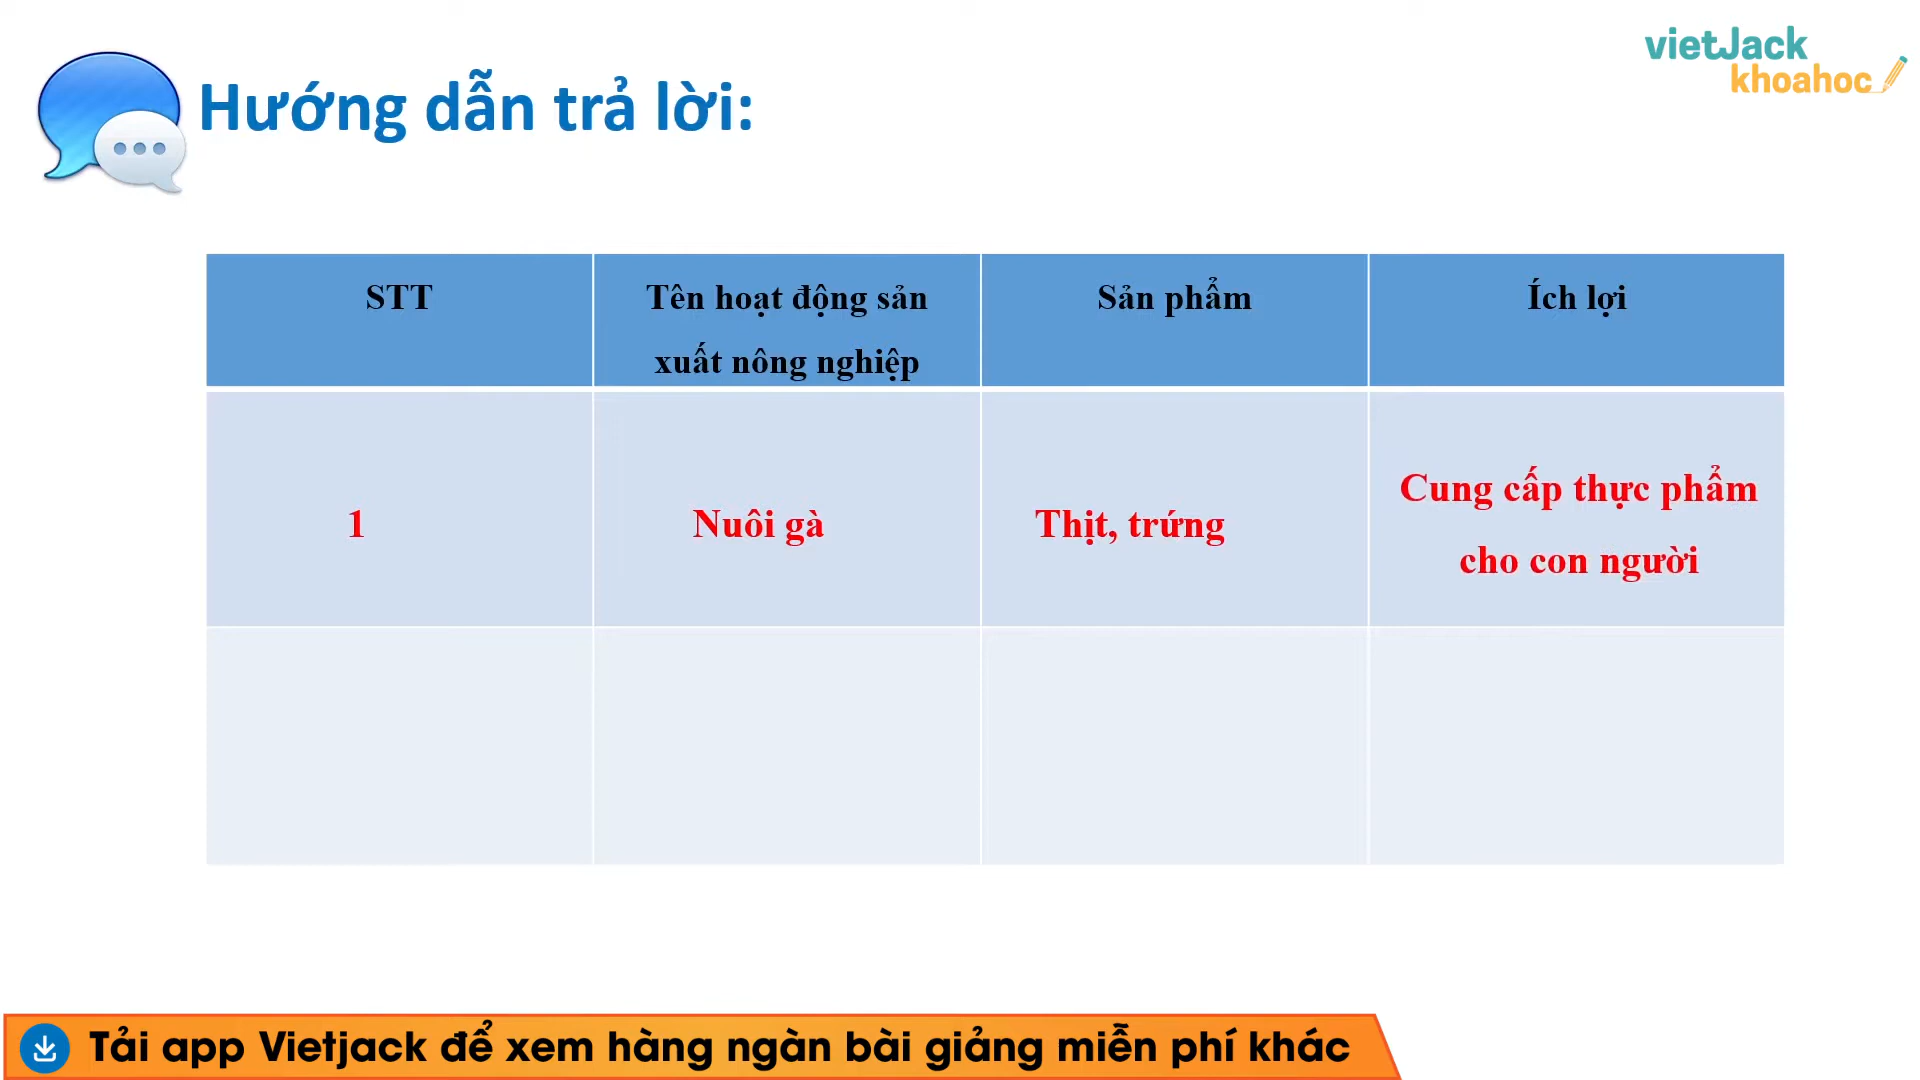 vietJack
khoahoc
Hướng dẫn trả lời:
STT
Tên hoạt động sản
xuất nông nghiệp
Sản phẩm
Ích lợi
1
Nuôi gà
Thịt, trứng
Cung cấp thực phẩm
cho con người
Tải app Vietjack để xem hàng ngàn bài giảng miễn phí khác